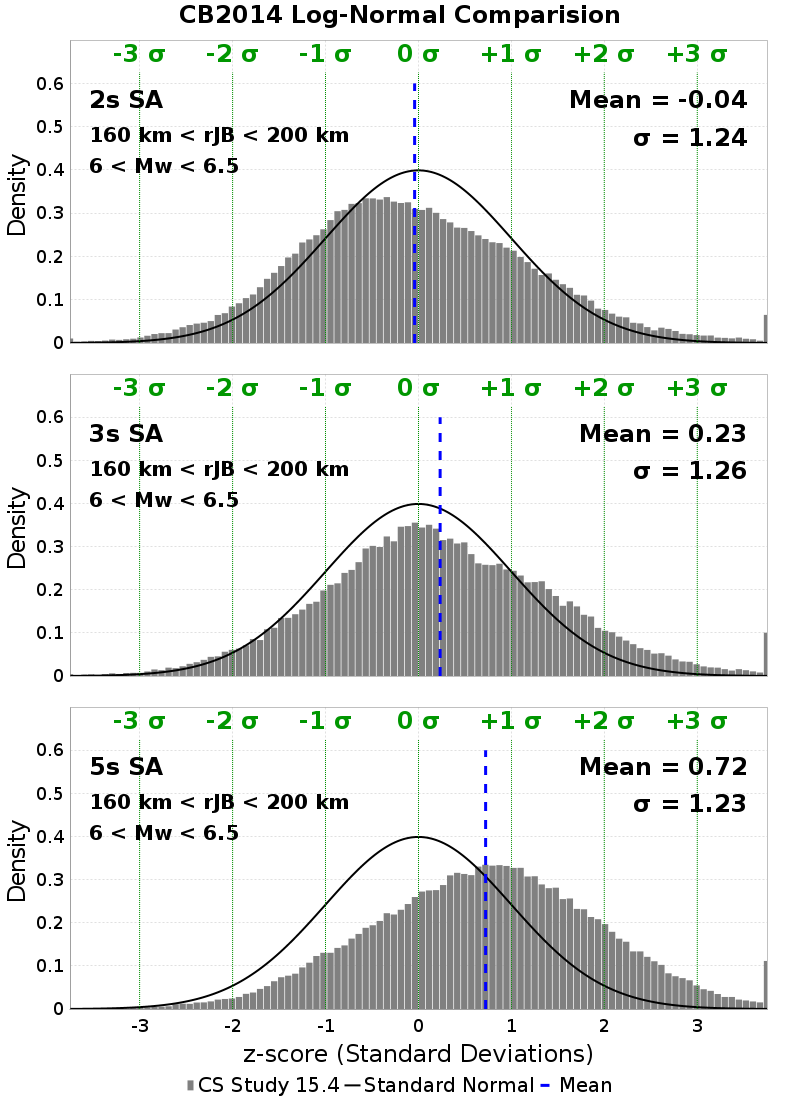 CB2014 Log-Normal Comparision
-3 σ -2 σ -1 σ 0 σ +1 σ +2 σ +3 σ
0.6
2s SA Mean = -0.04
0.5
160 km < rJB < 200 km σ = 1.24
6 < Mw < 6.5
0.4
Density
0.3
0.2
0.1
0
-3 σ -2 σ -1 σ 0 σ +1 σ +2 σ +3 σ
0.6
3s SA Mean = 0.23
0.5
160 km < rJB < 200 km σ = 1.26
6 < Mw < 6.5
0.4
Density
0.3
0.2
0.1
0
-3 σ -2 σ -1 σ 0 σ +1 σ +2 σ +3 σ
0.6
5s SA Mean = 0.72
0.5
160 km < rJB < 200 km σ = 1.23
6 < Mw < 6.5
0.4
Density
0.3
0.2
0.1
0
-3 -2 -1 0 1 2 3
z-score (Standard Deviations)
CS Study 15.4 Standard Normal Mean